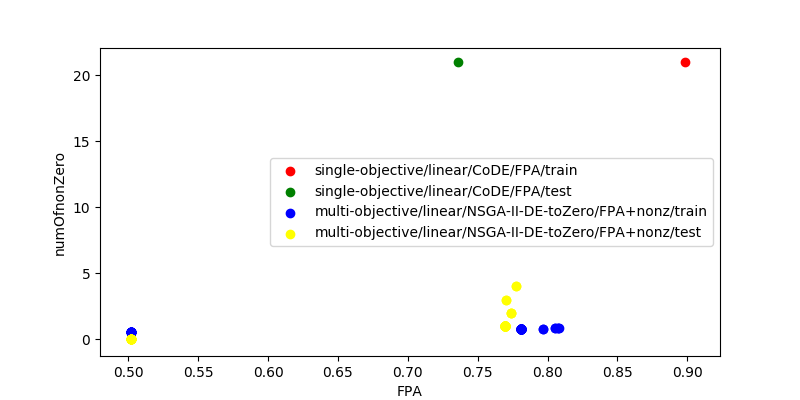 20
15
10
5
0
numOfnonZero
single-objective/linear/CoDE/FPA/train
single-objective/linear/CoDE/FPA/test
multi-objective/linear/NSGA-II-DE-toZero/FPA+nonz/train
multi-objective/linear/NSGA-II-DE-toZero/FPA+nonz/test
0.50 0.55 0.60 0.65 0.70 0.75 0.80 0.85 0.90
FPA